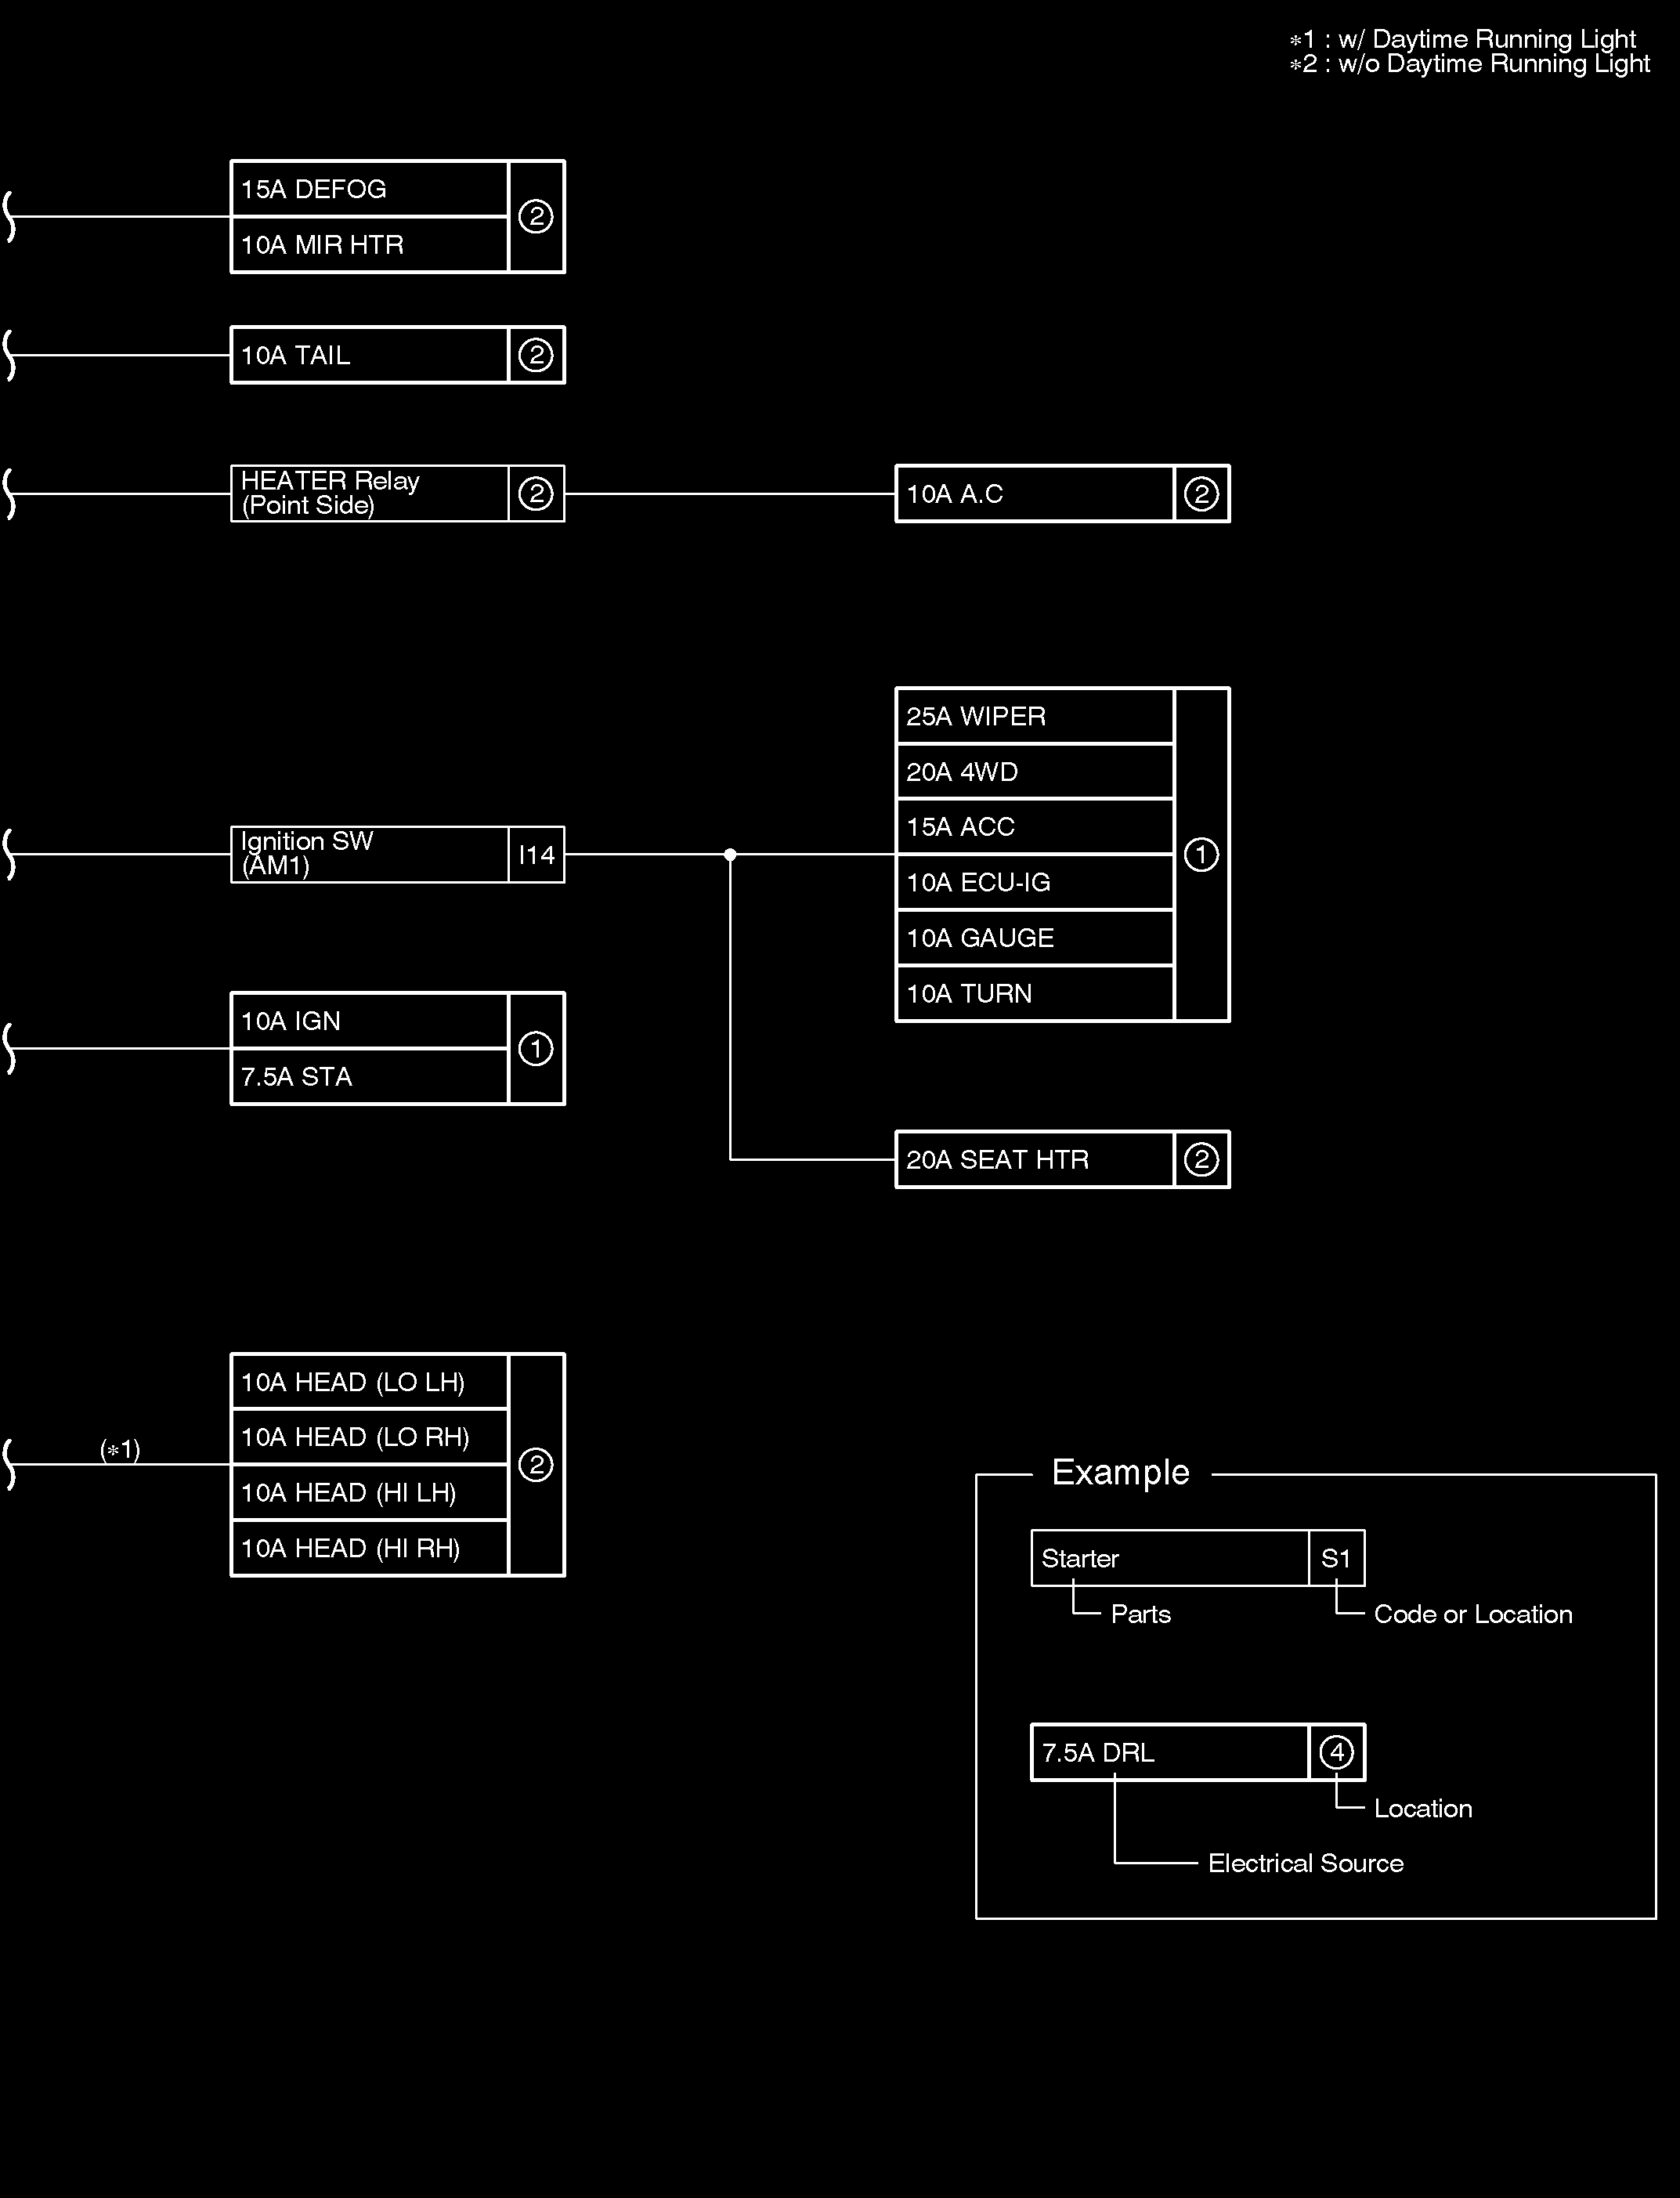 *1 : w/ Daytime Running Light
*2 : w/o Daytime Running Light
15A DEFOG
2
10A MIR HTR
10A TAIL
2
HEATER Relay
(Point Side)
2
10A A.C
2
25A WIPER
20A 4WD
15A ACC
10A ECU-IG
10A GAUGE
10A TURN
1
Ignition SW
(AM1)
I14
10A IGN
7.5A STA
1
20A SEAT HTR
2
(*1)
10A HEAD (LO LH)
10A HEAD (LO RH)
10A HEAD (HI LH)
10A HEAD (HI RH)
2
Example
Starter
S1
Parts
Code or Location
7.5A DRL
4
Location
Electrical Source